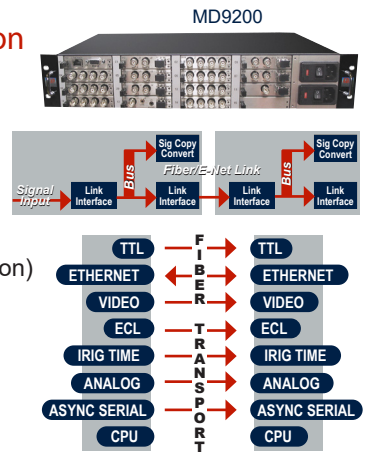 MD9200
on
Sig Copy
Convert
Sig Copy
Convert
Bus
Fiber/E-Net Link
Bus
Signal
Input
Link
Interface
Link
Interface
Link
Interface
Link
Interface
on)
FIBER TRANSPORT
TTL
TTL
ETHERNET
ETHERNET
VIDEO
VIDEO
ECL
ECL
IRIG TIME
IRIG TIME
ANALOG
ANALOG
ASYNC SERIAL
ASYNC SERIAL
CPU
CPU